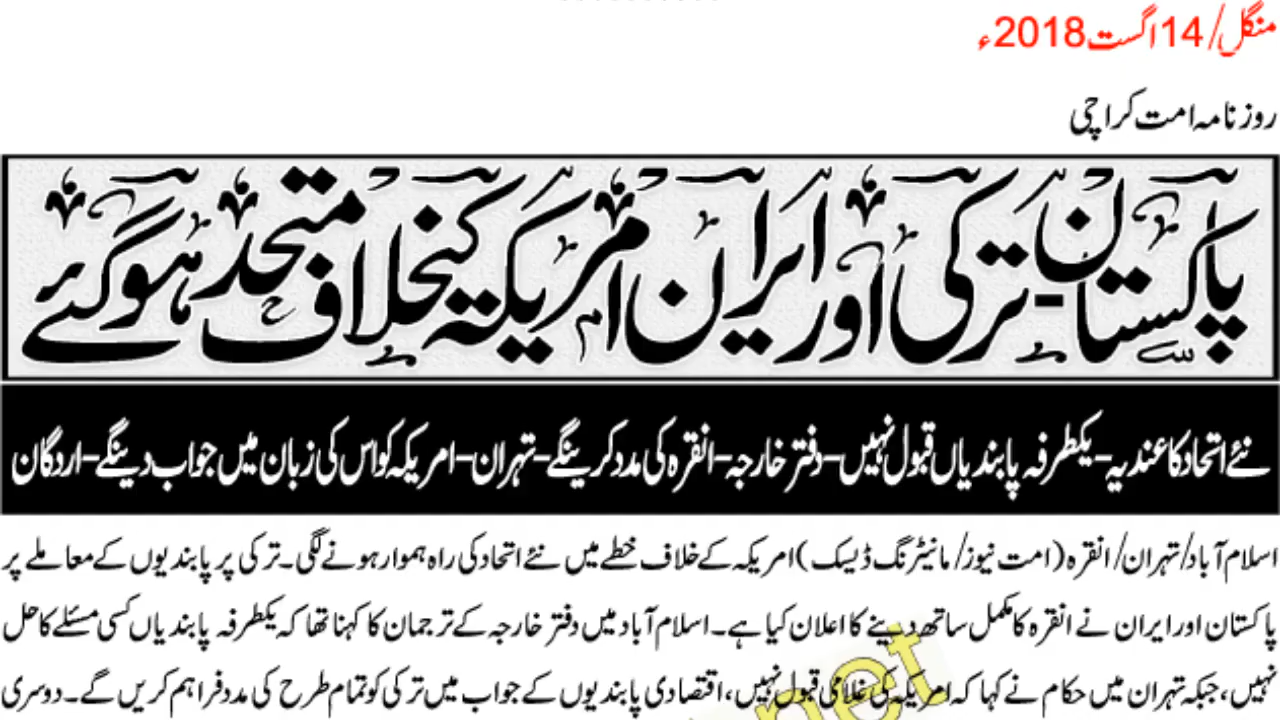 منگل/14اگست2018ء
روزنامہ امت کراچی
پاکستان-ترکی اور ایران امریکہ کیخلاف متحد ہوگئے
نئے اتحاد کا عندیہ-یکطرفہ پابندیاں قبول نہیں-دفتر خارجہ-انقرہ کی مدد کرینگے-تہران-امریکہ کو اس کی زبان میں جواب دینگے-اردگان
اسلام آباد/تہران/انقرہ(امت نیوز/مانیٹرنگ ڈیسک)امریکہ کے خلاف خطے میں نئے اتحاد کی راہ ہموار ہونے لگی۔ترکی پر پابندیوں کے معاملے پر
پاکستان اور ایران نے انقرہ کا مکمل ساتھ دینے کا اعلان کیا ہے۔اسلام آباد میں دفتر خارجہ کے ترجمان کا کہنا تھا کہ یکطرفہ پابندیاں کسی مسئلے کا حل
نہیں،جبکہ تہران میں حکام نے کہا کہ امریکہ کی غلامی قبول نہیں،اقتصادی پابندیوں کے جواب میں ترکی کو تمام طرح کی مدد فراہم کریں گے۔دوسری
.net